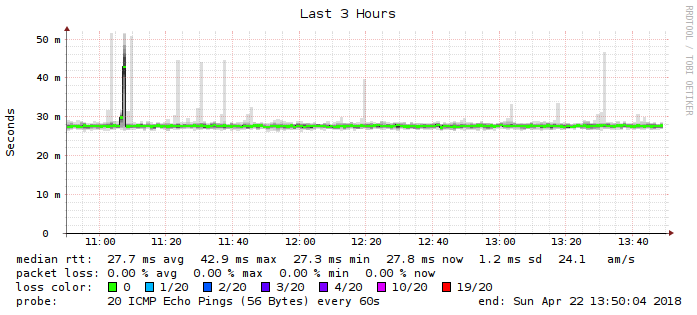 Last 3 Hours
RRDTOOL / TOBI OETIKER
Seconds
50 m
40 m
30 m
20 m
10 m
0
11:00 11:20 11:40 12:00 12:20 12:40 13:00 13:20 13:40
median rtt: 27.7 ms avg 42.9 ms max 27.3 ms min 27.8 ms now 1.2 ms sd 24.1 am/s
packet loss: 0.00 % avg 0.00 % max 0.00 % min 0.00 % now
loss color: 0 1/20 2/20 3/20 4/20 10/20 19/20
probe: 20 ICMP Echo Pings (56 Bytes) every 60s end: Sun Apr 22 13:50:04 2018